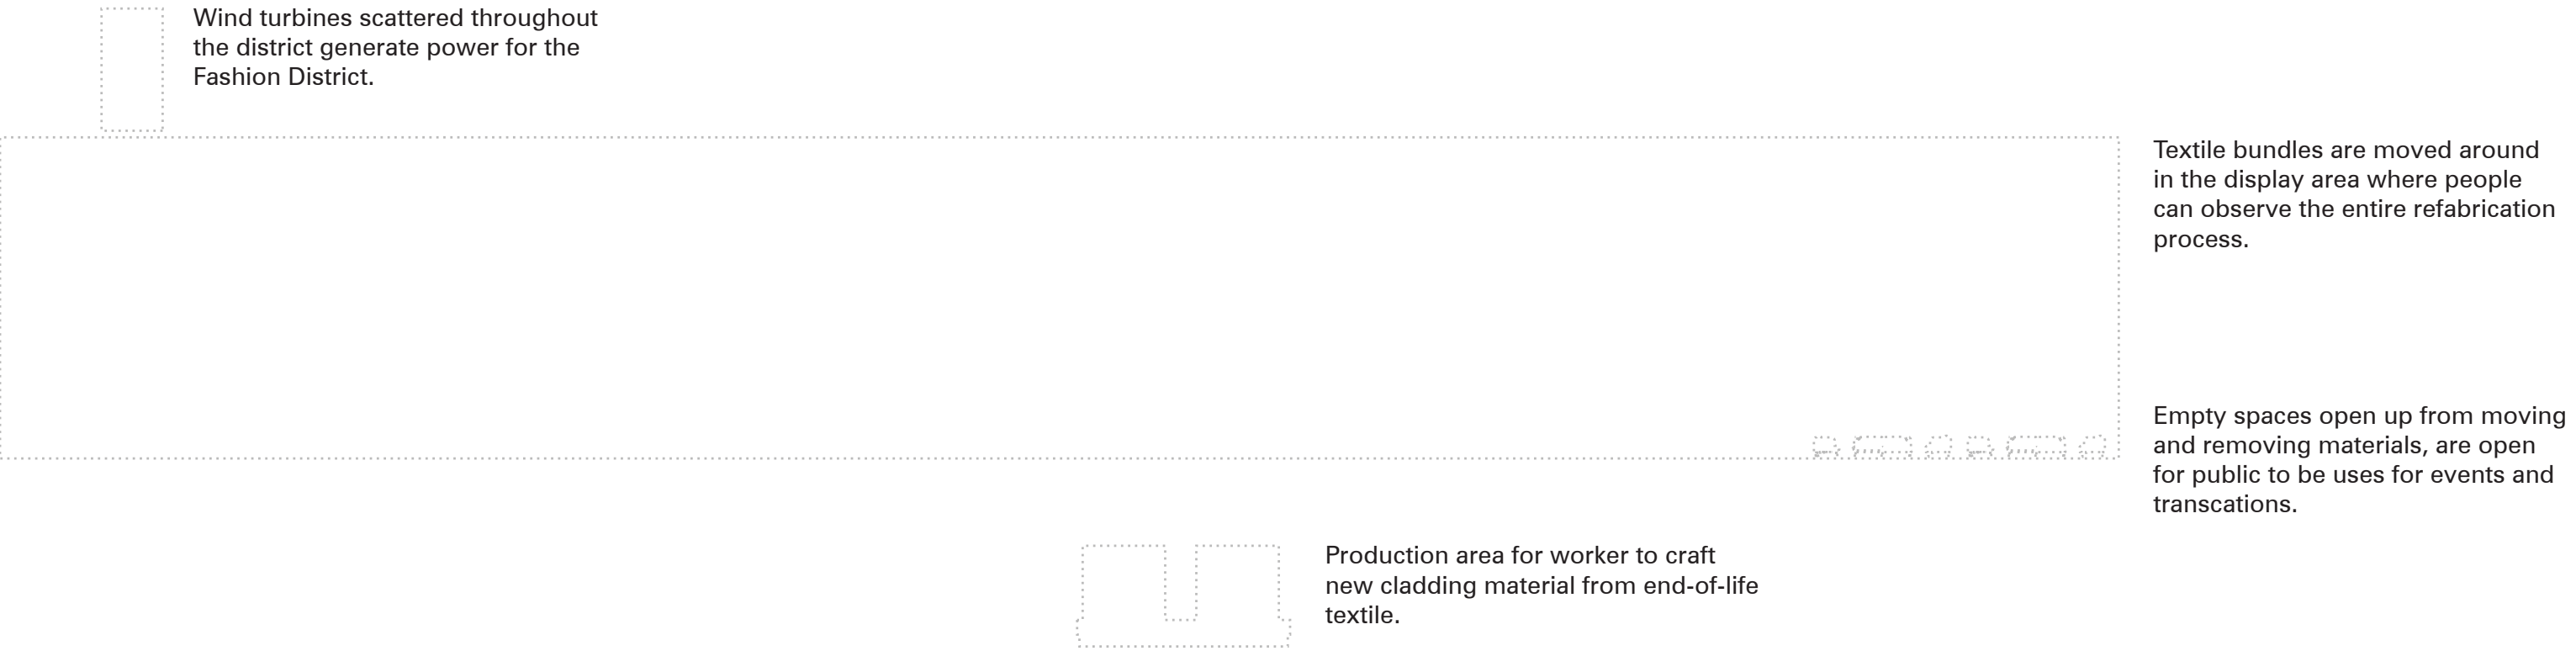 Wind turbines scattered throughout
the district generate power for the
Fashion District.
Textile bundles are moved around
in the display area where people
can observe the entire refabrication
process.
Empty spaces open up from moving
and removing materials, are open
for public to be uses for events and
transcations.
Production area for worker to craft
new cladding material from end-of-life
textile.